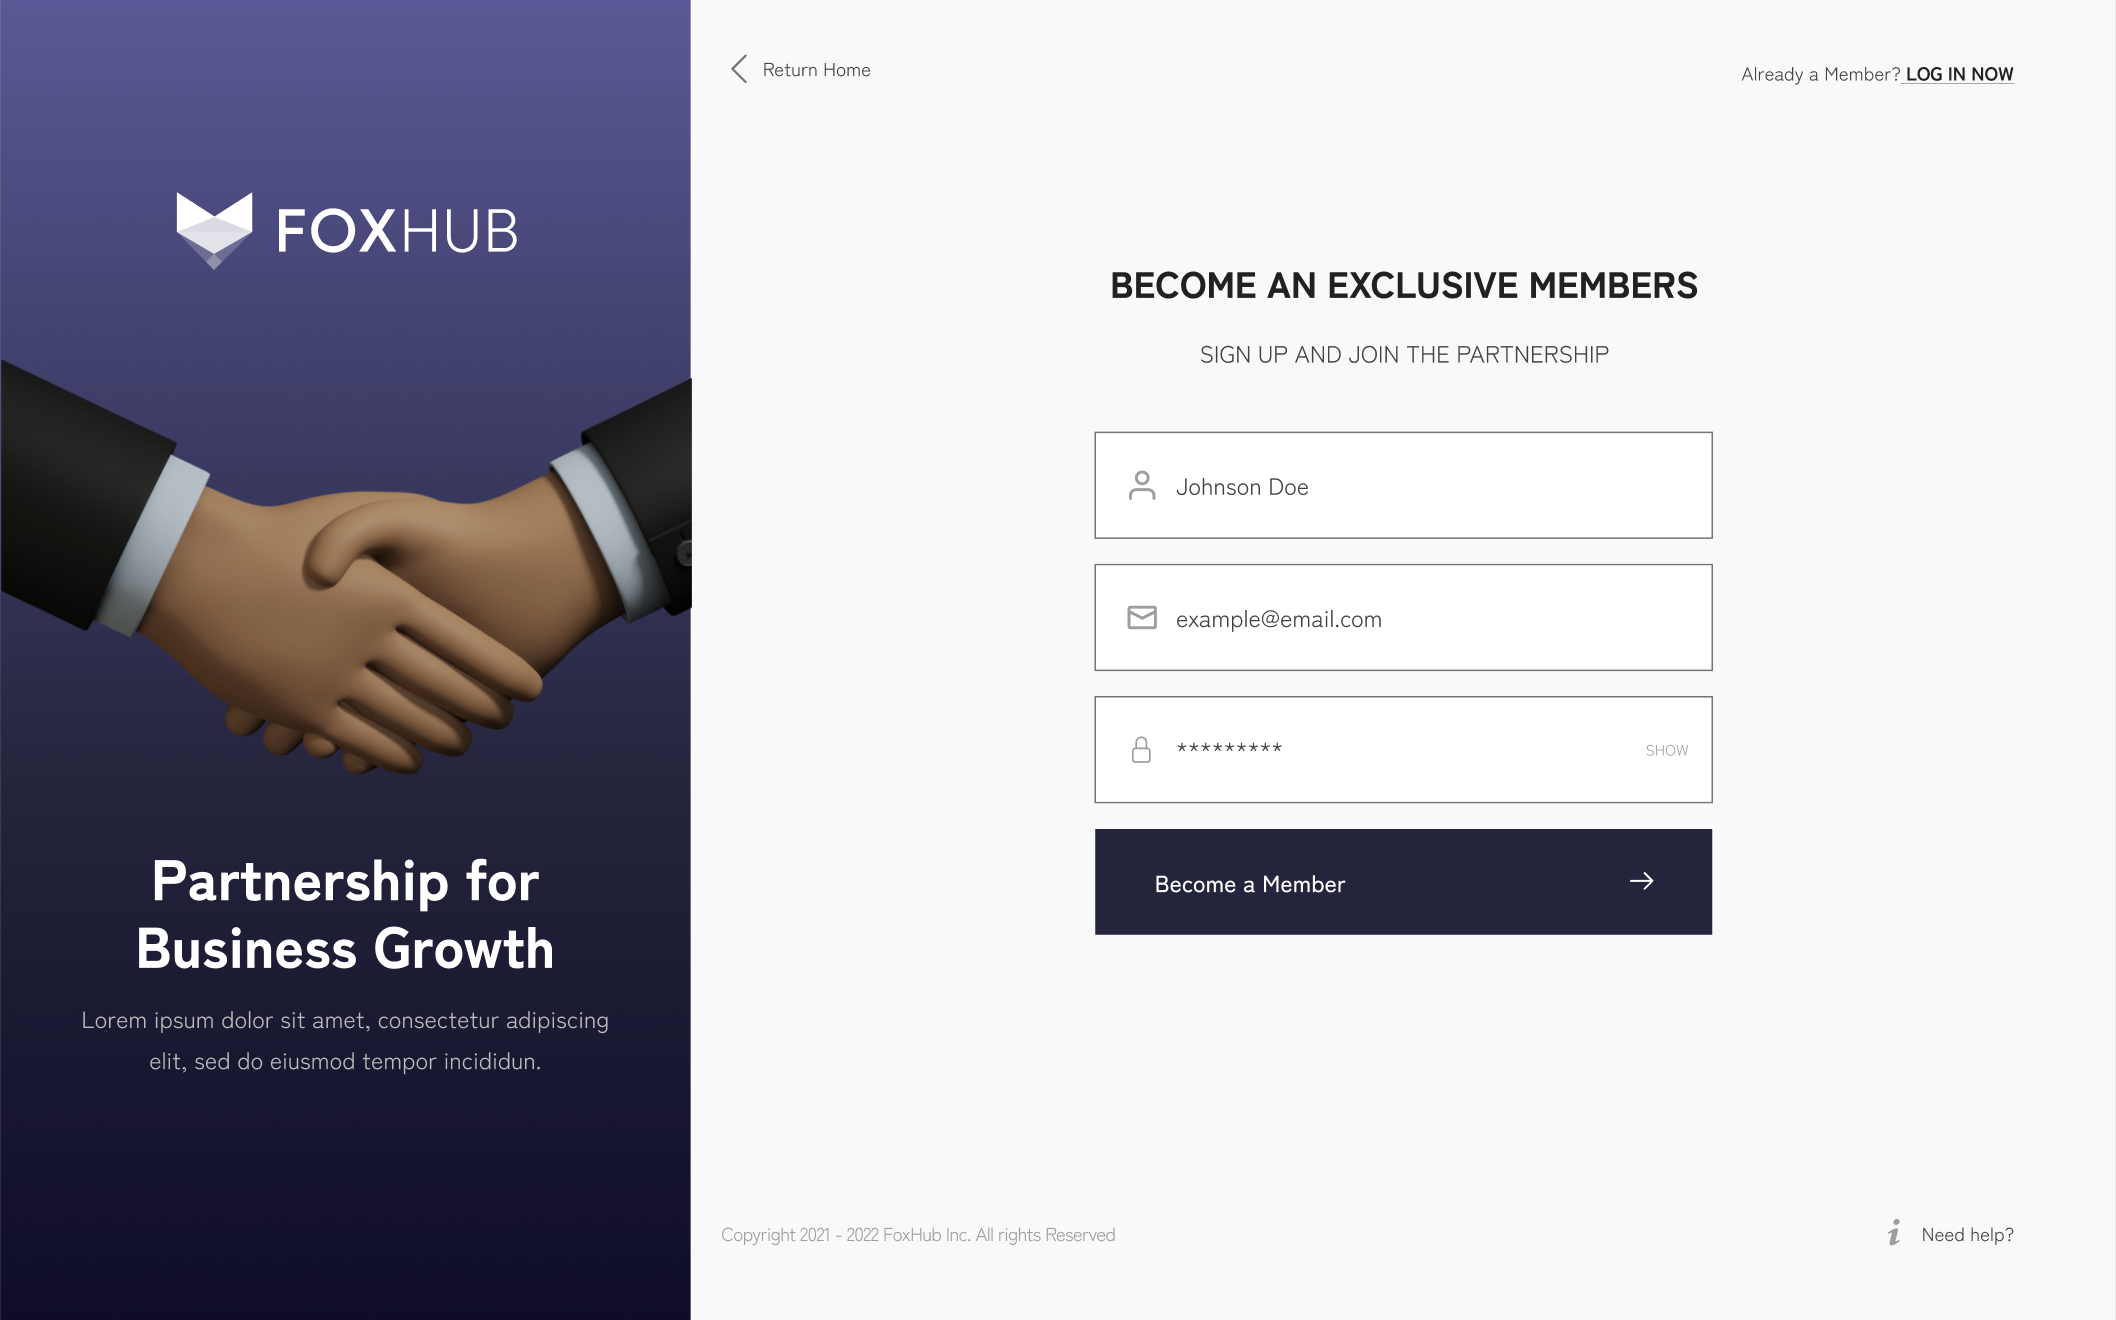 FOXHUB
Partnership for
Business Growth
Lorem ipsum dolor sit amet, consectetur adipiscing
elit, sed do eiusmod tempor incididun.
Return Home
Already a Member? LOG IN NOW
BECOME AN EXCLUSIVE MEMBERS
SIGN UP AND JOIN THE PARTNERSHIP
Johnson Doe
example@email.com
*********
SHOW
Become a Member
Copyright 2021 - 2022 FoxHub Inc. All rights Reserved
Need help?